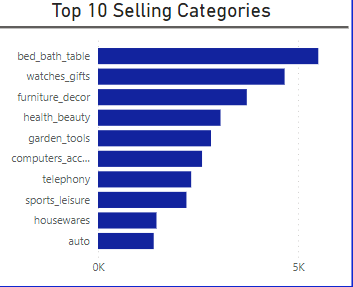 Top 10 Selling Categories
bed_bath_table
watches_gifts
furniture_decor
health_beauty
garden_tools
computers_acc...
telephony
sports_leisure
housewares
auto
0K 5K